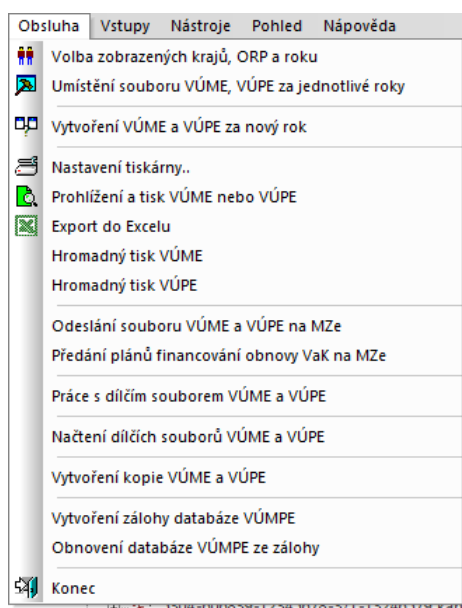 Obsluha Vstupy Nástroje Pohled Nápověda
Volba zobrazených krajů, ORP a roku
Umístění souboru VÚME, VÚPE za jednotlivé roky
Vytvoření VÚME a VÚPE za nový rok
Nastavení tiskárny..
Prohlížení a tisk VÚME nebo VÚPE
Export do Excelu
Hromadný tisk VÚME
Hromadný tisk VÚPE
Odeslání souboru VÚME a VÚPE na MZe
Předání plánů financování obnovy VaK na MZe
Práce s dílčím souborem VÚME a VÚPE
Načtení dílčích souborů VÚME a VÚPE
Vytvoření kopie VÚME a VÚPE
Vytvoření zálohy databáze VÚMPE
Obnovení databáze VÚMPE ze zálohy
Konec